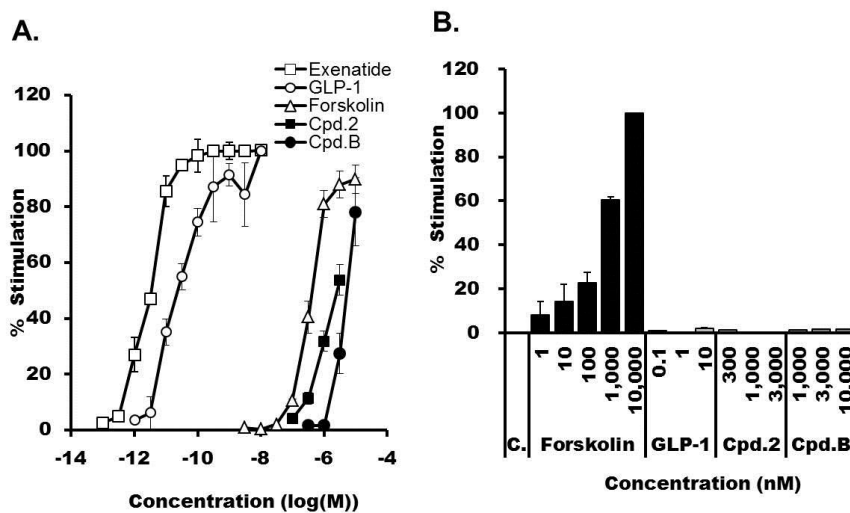 A.
Exenatide
GLP-1
Forskolin
Cpd.2
Cpd.B
120
100
80
60
40
20
0
% Stimulation
-14 -12 -10 -8 -6 -4
Concentration (log(M))
B.
120
100
80
60
40
20
0
% Stimulation
1 10 100 1,000 10,000 0.1 1 10 300 1,000 3,000 1,000 3,000 10,000
C. Forskolin GLP-1 Cpd.2 Cpd.B
Concentration (nM)